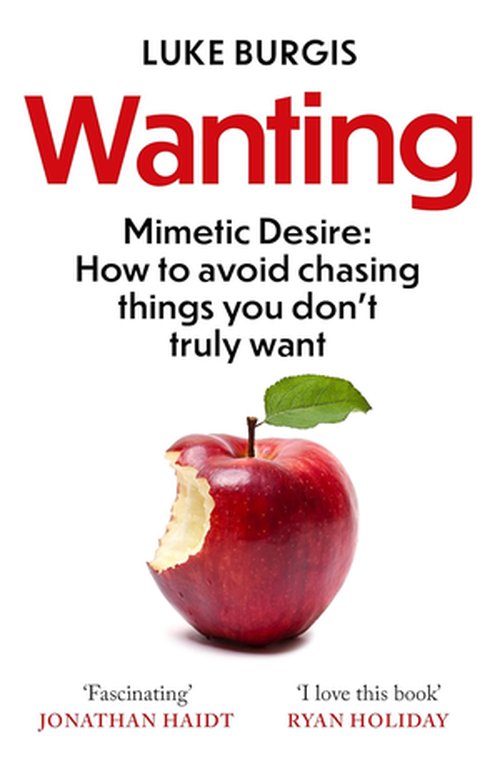 LUKE BURGIS
Wanting
Mimetic Desire:
How to avoid chasing
things you don't
truly want
‘Fascinating’
JONATHAN HAIDT
‘I love this book’
RYAN HOLIDAY